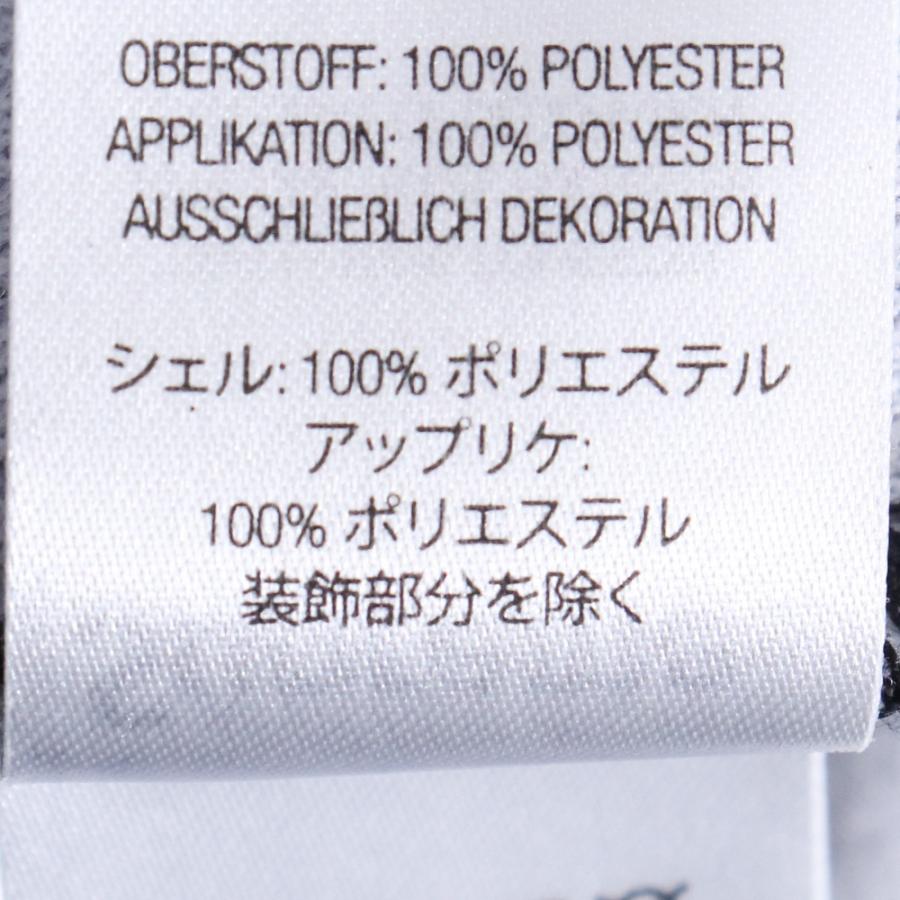 OBERSTOFF: 100% POLYESTER
APPLIKATION: 100% POLYESTER
AUSSCHLIEßLICH DEKORATION
シェル: 100% ポリエステル
アップリケ:
100% ポリエステル
装飾部分を除く